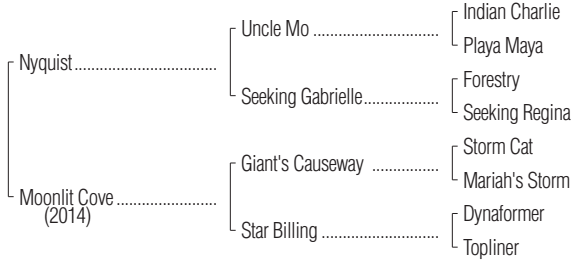 Indian Charlie
Uncle Mo ................................
Playa Maya
Nyquist....................................
Forestry
Seeking Gabrielle...................
Seeking Regina
Storm Cat
Giant's Causeway .................
Mariah's Storm
Moonlit Cove .........................
(2014)
Dynaformer
Star Billing .............................
Topliner